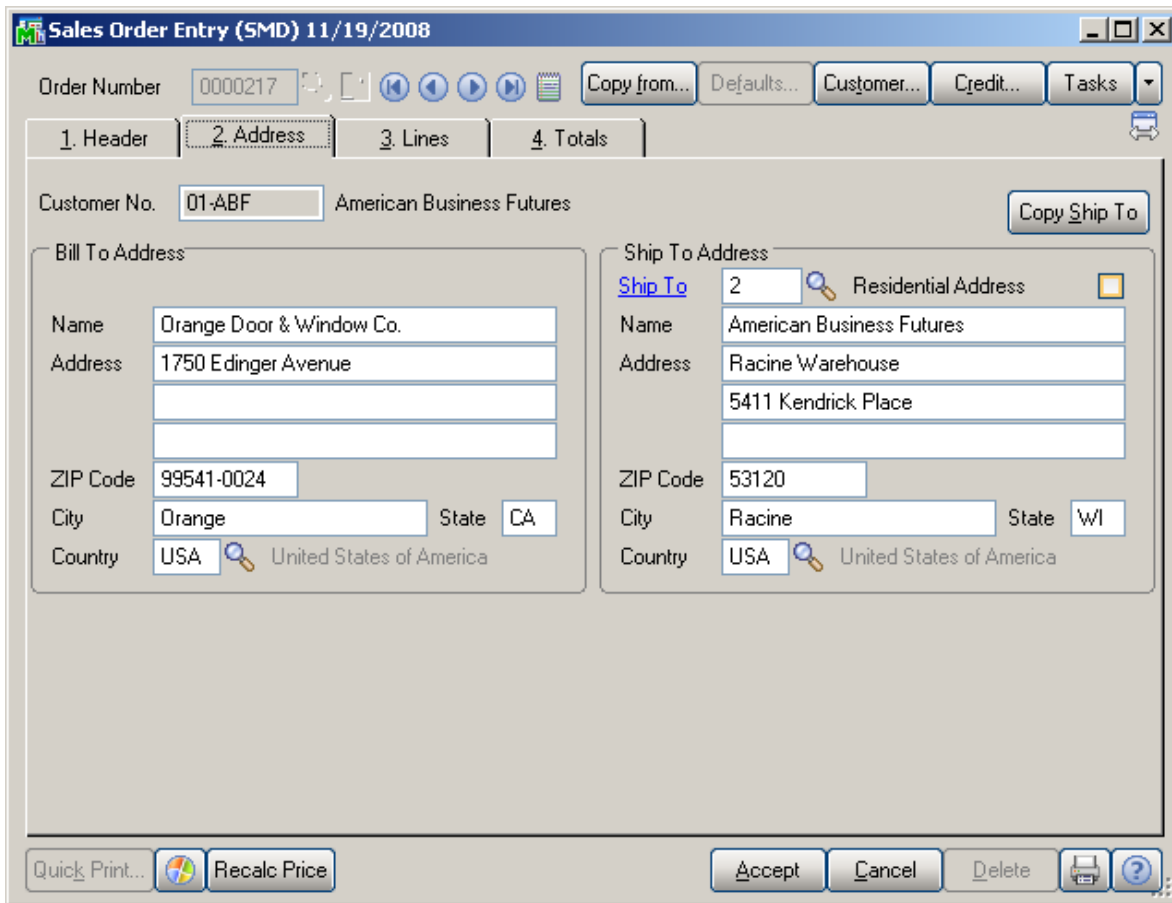 Sales Order Entry (SMD) 11/19/2008
Order Number 0000217 Copy from... Defaults... Customer... Credit... Tasks
1. Header 2. Address 3. Lines 4. Totals
Customer No. 01-ABF American Business Futures
Copy Ship To
Bill To Address
Name Orange Door & Window Co.
Address 1750 Edinger Avenue
ZIP Code 99541-0024
City Orange State CA
Country USA United States of America
Ship To Address
Ship To 2 Residential Address
Name American Business Futures
Address Racine Warehouse
5411 Kendrick Place
ZIP Code 53120
City Racine State WI
Country USA United States of America
Quick Print... Recalc Price Accept Cancel Delete ?